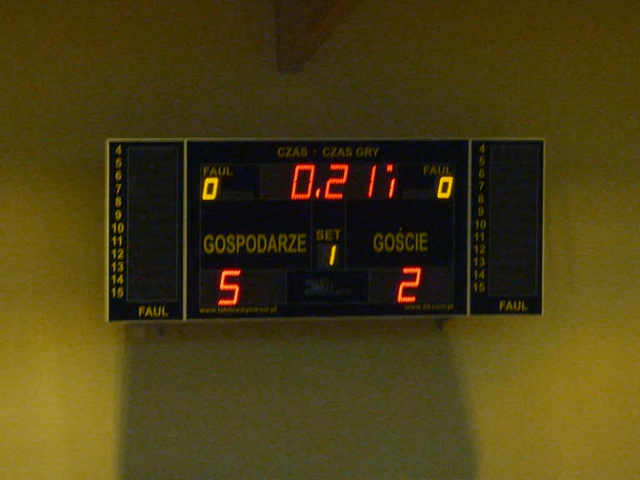 CZAS · CZAS GRY
FAUL FAUL
0 0.21 0
GOSPODARZE SET GOŚCIE
1
5 2
4 4
5 5
6 6
7 7
8 8
9 9
10 10
11 11
12 12
13 13
14 14
15 15
FAUL FAUL